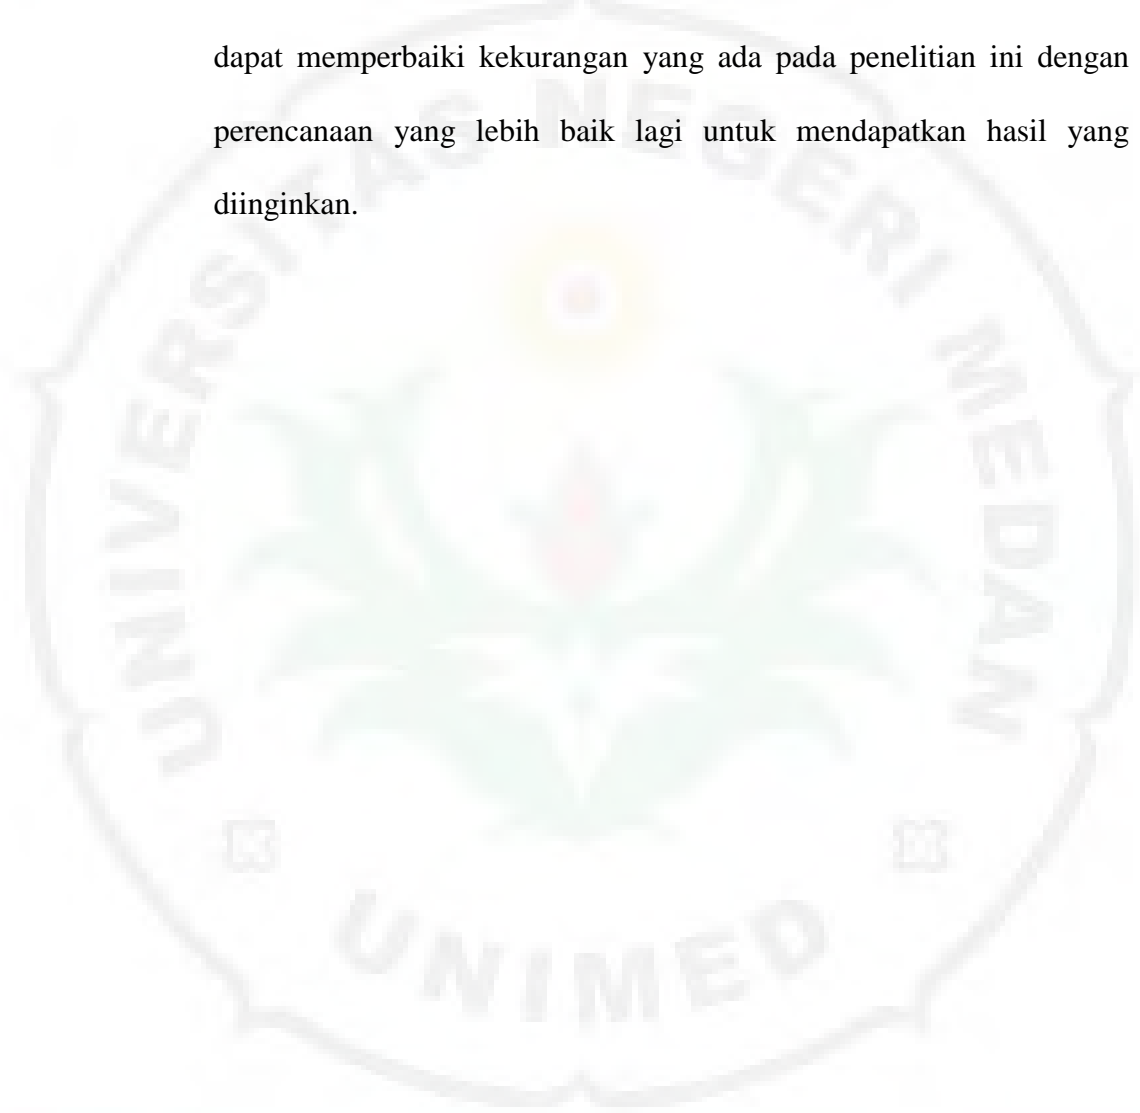 dapat memperbaiki kekurangan yang ada pada penelitian ini dengan
perencanaan yang lebih baik lagi untuk mendapatkan hasil yang
diinginkan.
UNIVERSITAS NEGERI MEDAN
UNIMED